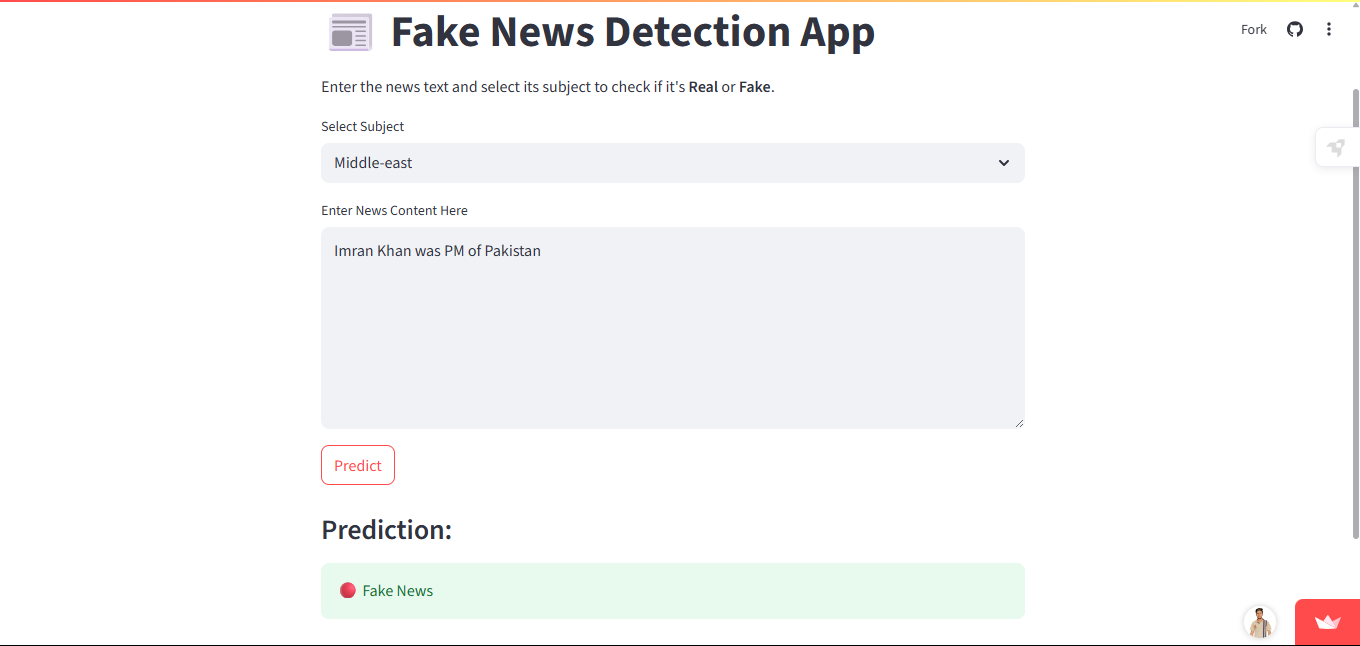 Fake News Detection App
Fork
Enter the news text and select its subject to check if it's Real or Fake.
Select Subject
Middle-east
Enter News Content Here
Imran Khan was PM of Pakistan
Predict
Prediction:
Fake News